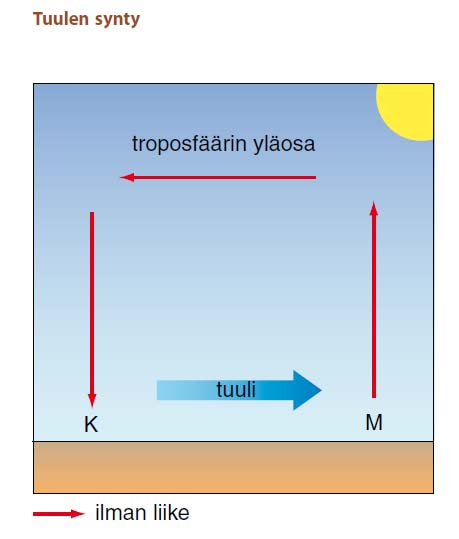 Tuulen synty
troposfäärin yläosa
tuuli
K
M
ilman liike